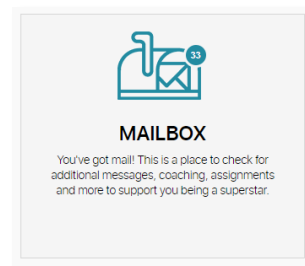 33
MAILBOX
You've got mail! This is a place to check for
additional messages, coaching, assignments
and more to support you being a superstar.